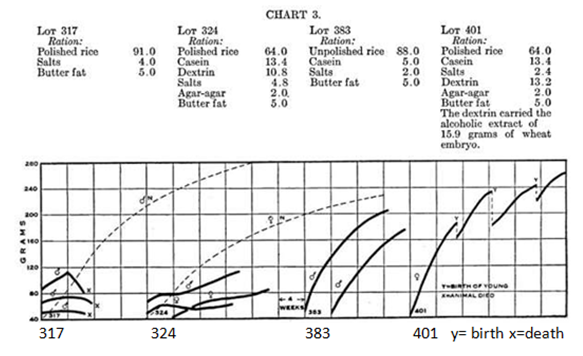 CHART 3.
LOT 317
Ration:
Polished rice 91.0
Salts 4.0
Butter fat 5.0
LOT 324
Ration:
Polished rice 64.0
Casein 13.4
Dextrin 10.8
Salts 4.8
Agar-agar 2.0
Butter fat 5.0
LOT 383
Ration:
Unpolished rice 88.0
Casein 5.0
Salts 2.0
Butter fat 5.0
LOT 401
Ration:
Polished rice 64.0
Casein 13.4
Salts 2.4
Dextrin 13.2
Agar-agar 2.0
Butter fat 5.0
The dextrin carried the
alcoholic extract of
15.9 grams of wheat
embryo.
GRAMS
280
240
200
160
120
80
40
♂ N
♀ N
♂
♂
♀
X
X
X
317
♂
♀
♀
324
← 4 →
WEEKS
♂
♂
383
♀
401
Y
Y
Y
Y=BIRTH OF YOUNG
X=ANIMAL DIED
317
324
383
401 y= birth x=death